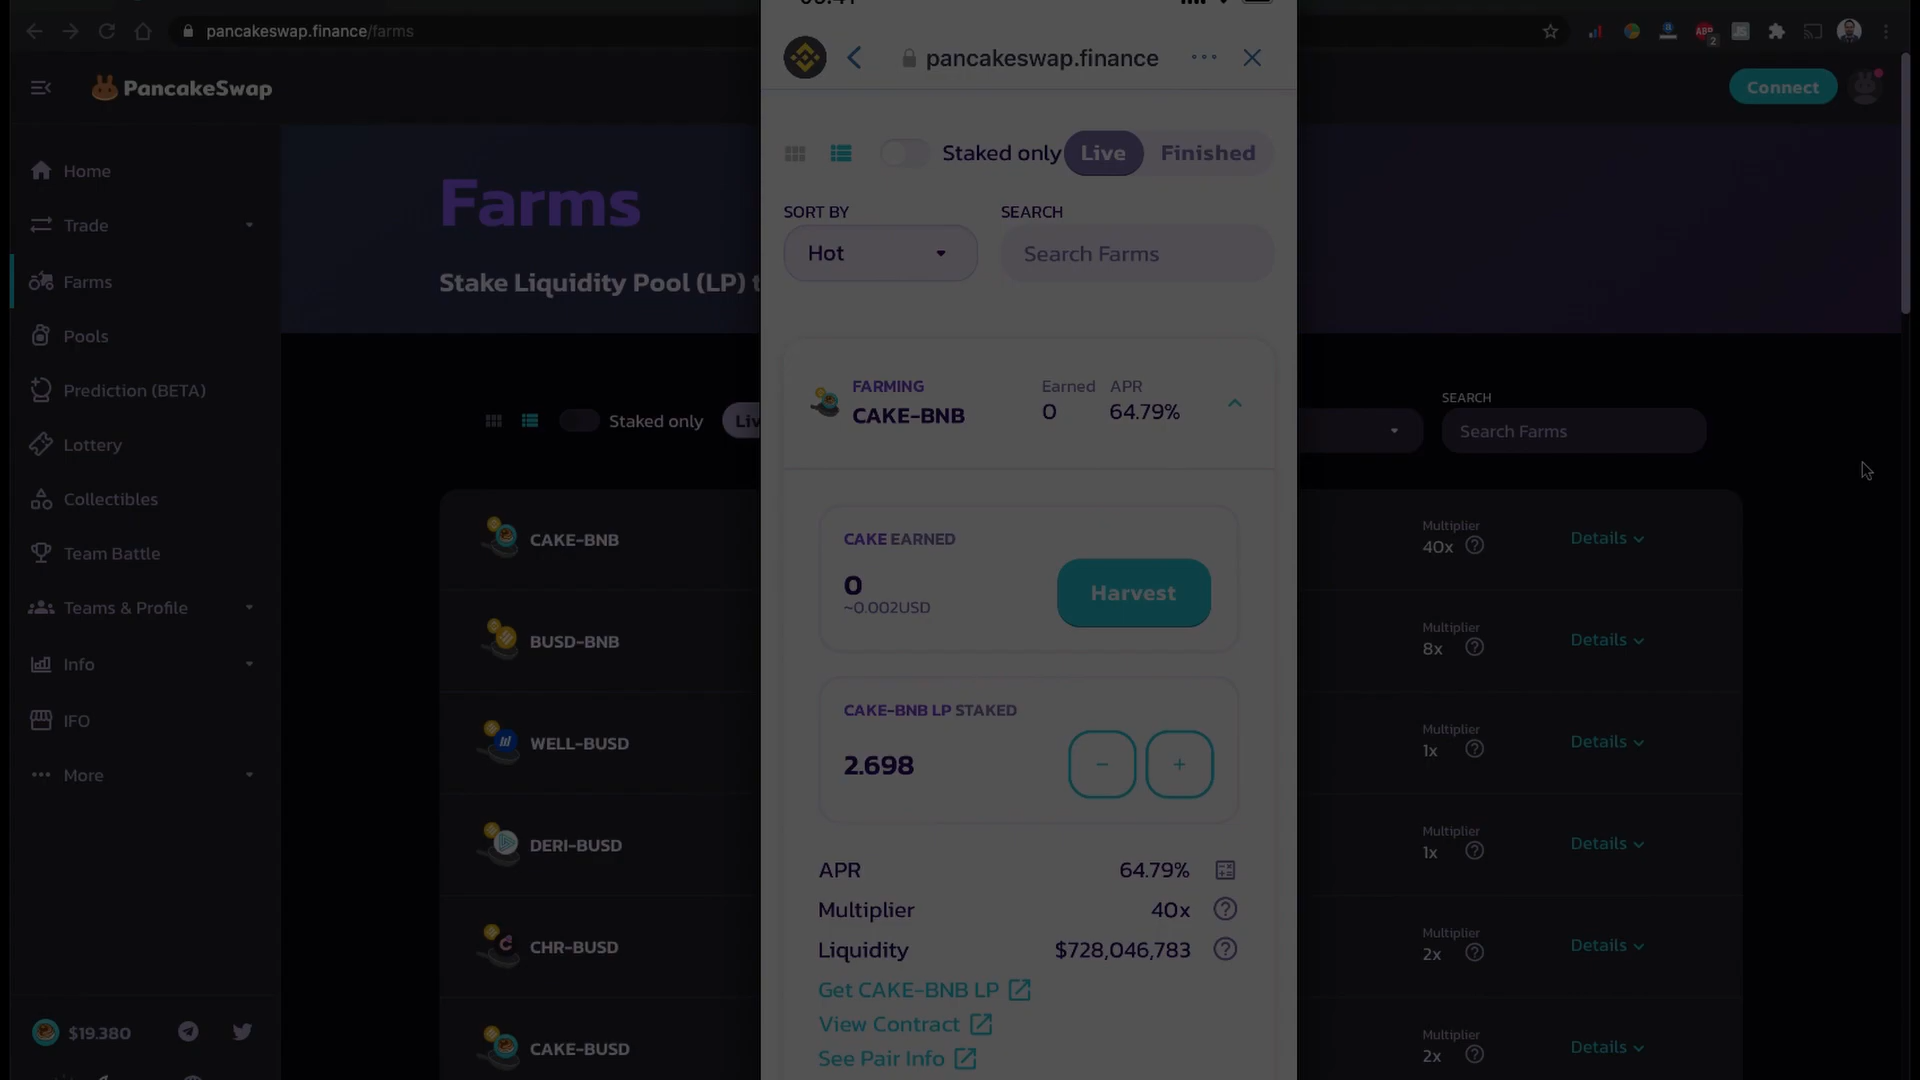 pancakeswap.finance/farms
PancakeSwap
Connect
Home
Trade
Farms
Pools
Prediction (BETA)
Lottery
Collectibles
Team Battle
Teams & Profile
Info
IFO
More
$19.380
Farms
Stake Liquidity Pool (LP) t
Staked only
Liv
SEARCH
Search Farms
CAKE-BNB
Multiplier
40x
Details
BUSD-BNB
Multiplier
8x
Details
WELL-BUSD
Multiplier
1x
Details
DERI-BUSD
Multiplier
1x
Details
CHR-BUSD
Multiplier
2x
Details
CAKE-BUSD
Multiplier
2x
Details
pancakeswap.finance
Staked only
Live
Finished
SORT BY
Hot
SEARCH
Search Farms
FARMING
CAKE-BNB
Earned
0
APR
64.79%
CAKE EARNED
0
~0.002USD
Harvest
CAKE-BNB LP STAKED
2.698
−
+
APR
64.79%
Multiplier
40x
Liquidity
$728,046,783
Get CAKE-BNB LP
View Contract
See Pair Info